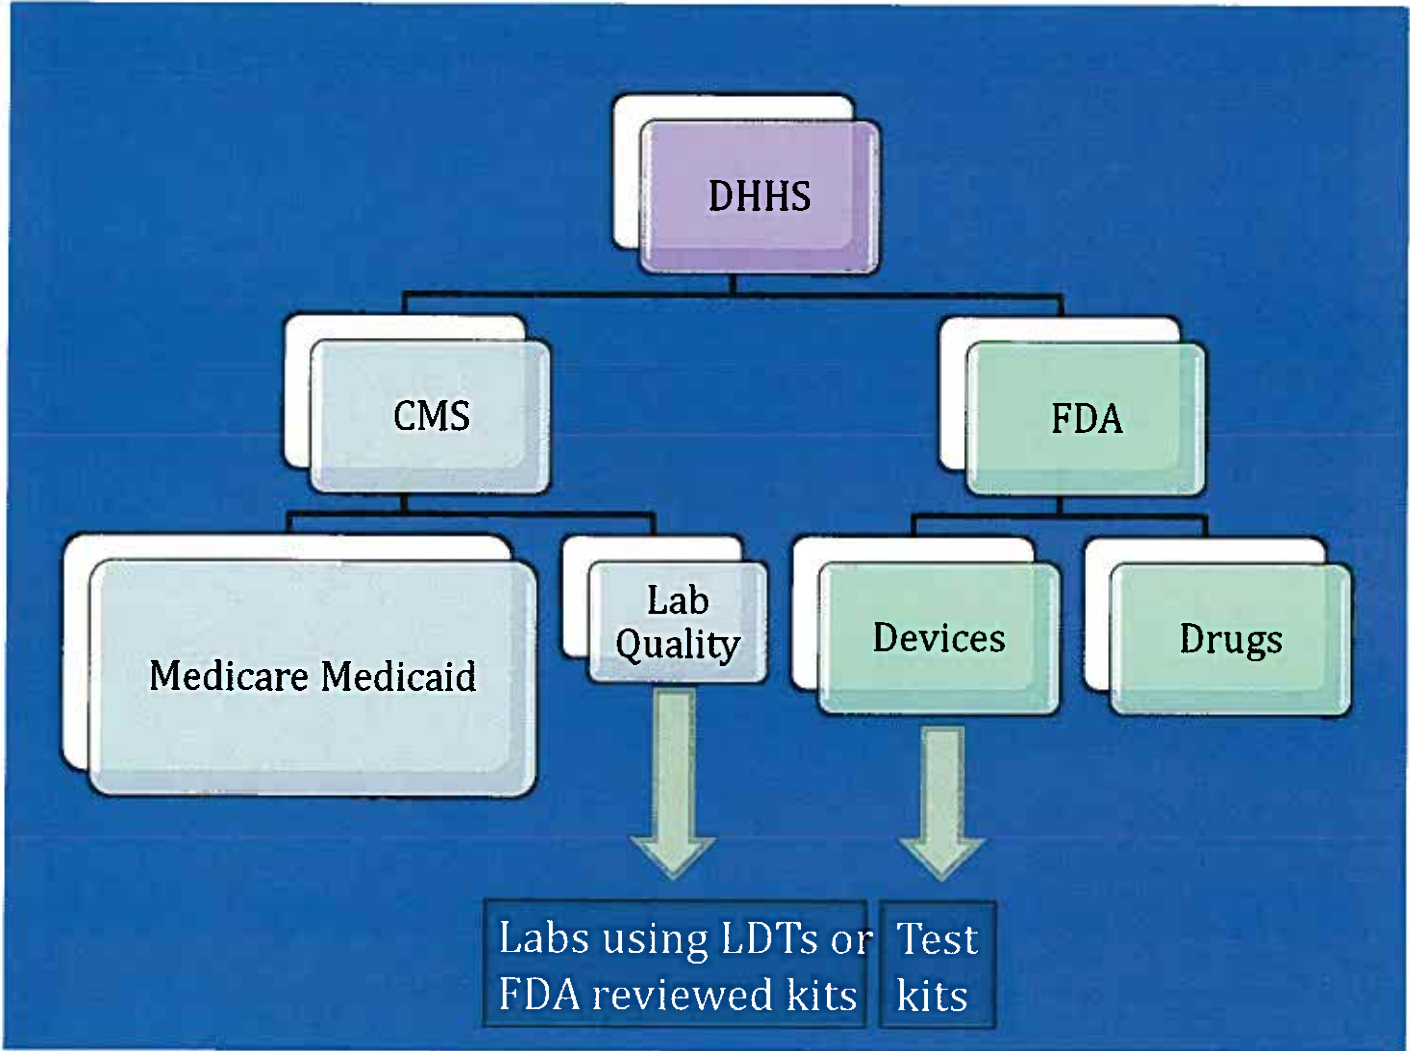 DHHS
CMS
FDA
Medicare Medicaid
Lab
Quality
Devices
Drugs
Labs using LDTs or
FDA reviewed kits
Test
kits